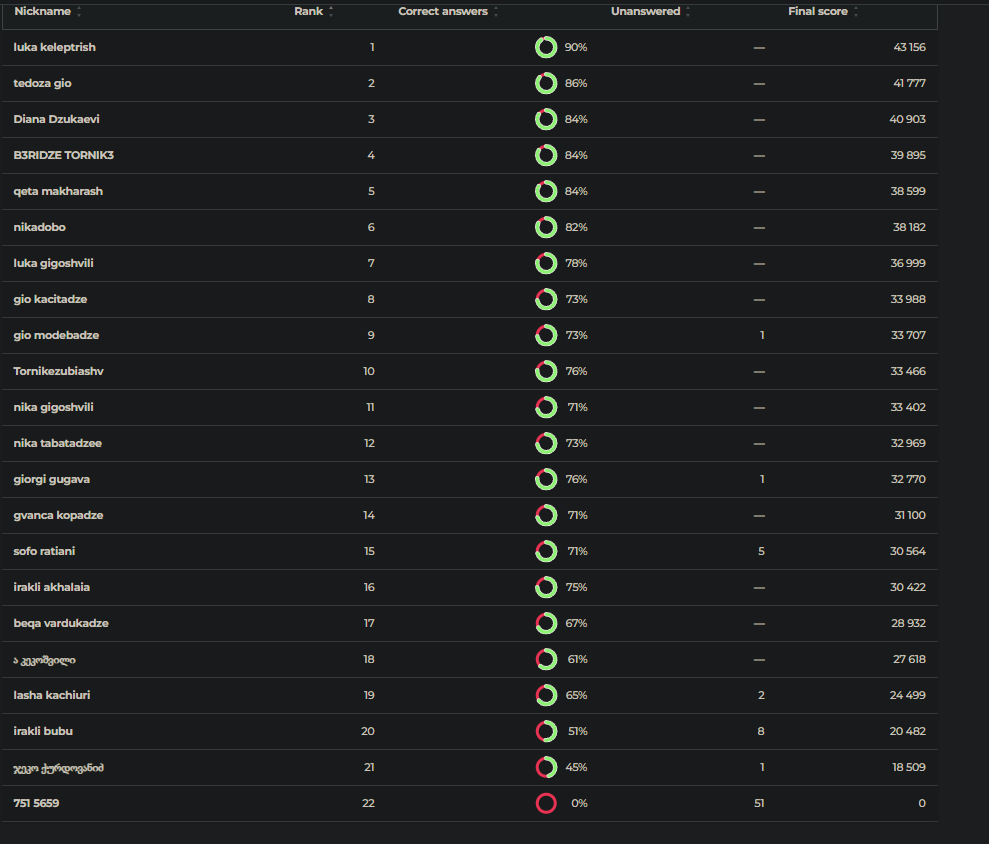 Nickname Rank Correct answers Unanswered Final score
luka keleptrish 1 90% — 43 156
tedoza gio 2 86% — 41 777
Diana Dzukaevi 3 84% — 40 903
B3RIDZE TORNIK3 4 84% — 39 895
qeta makharash 5 84% — 38 599
nikadobo 6 82% — 38 182
luka gigoshvili 7 78% — 36 999
gio kacitadze 8 73% — 33 988
gio modebadze 9 73% 1 33 707
Tornikezubiashv 10 76% — 33 466
nika gigoshvili 11 71% — 33 402
nika tabatadzee 12 73% — 32 969
giorgi gugava 13 76% 1 32 770
gvanca kopadze 14 71% — 31 100
sofo ratiani 15 71% 5 30 564
irakli akhalaia 16 75% — 30 422
beqa vardukadze 17 67% — 28 932
ა კეკოშვილი 18 61% — 27 618
lasha kachiuri 19 65% 2 24 499
irakli bubu 20 51% 8 20 482
ჯეკო ქურდოვანიძ 21 45% 1 18 509
751 5659 22 0% 51 0